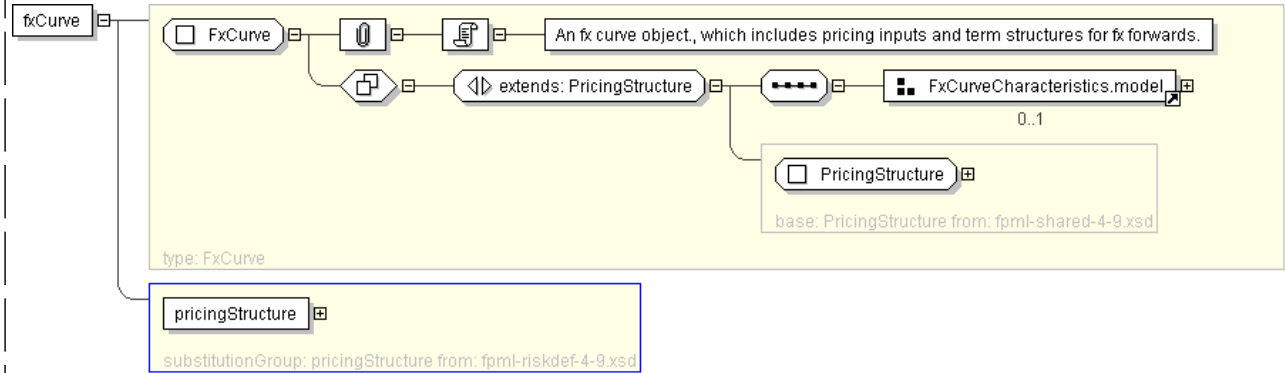 fxCurve
FxCurve
An fx curve object., which includes pricing inputs and term structures for fx forwards.
extends: PricingStructure
FxCurveCharacteristics.model
0..1
PricingStructure
base: PricingStructure from: fpml-shared-4-9.xsd
type: FxCurve
pricingStructure
substitutionGroup: pricingStructure from: fpml-riskdef-4-9.xsd